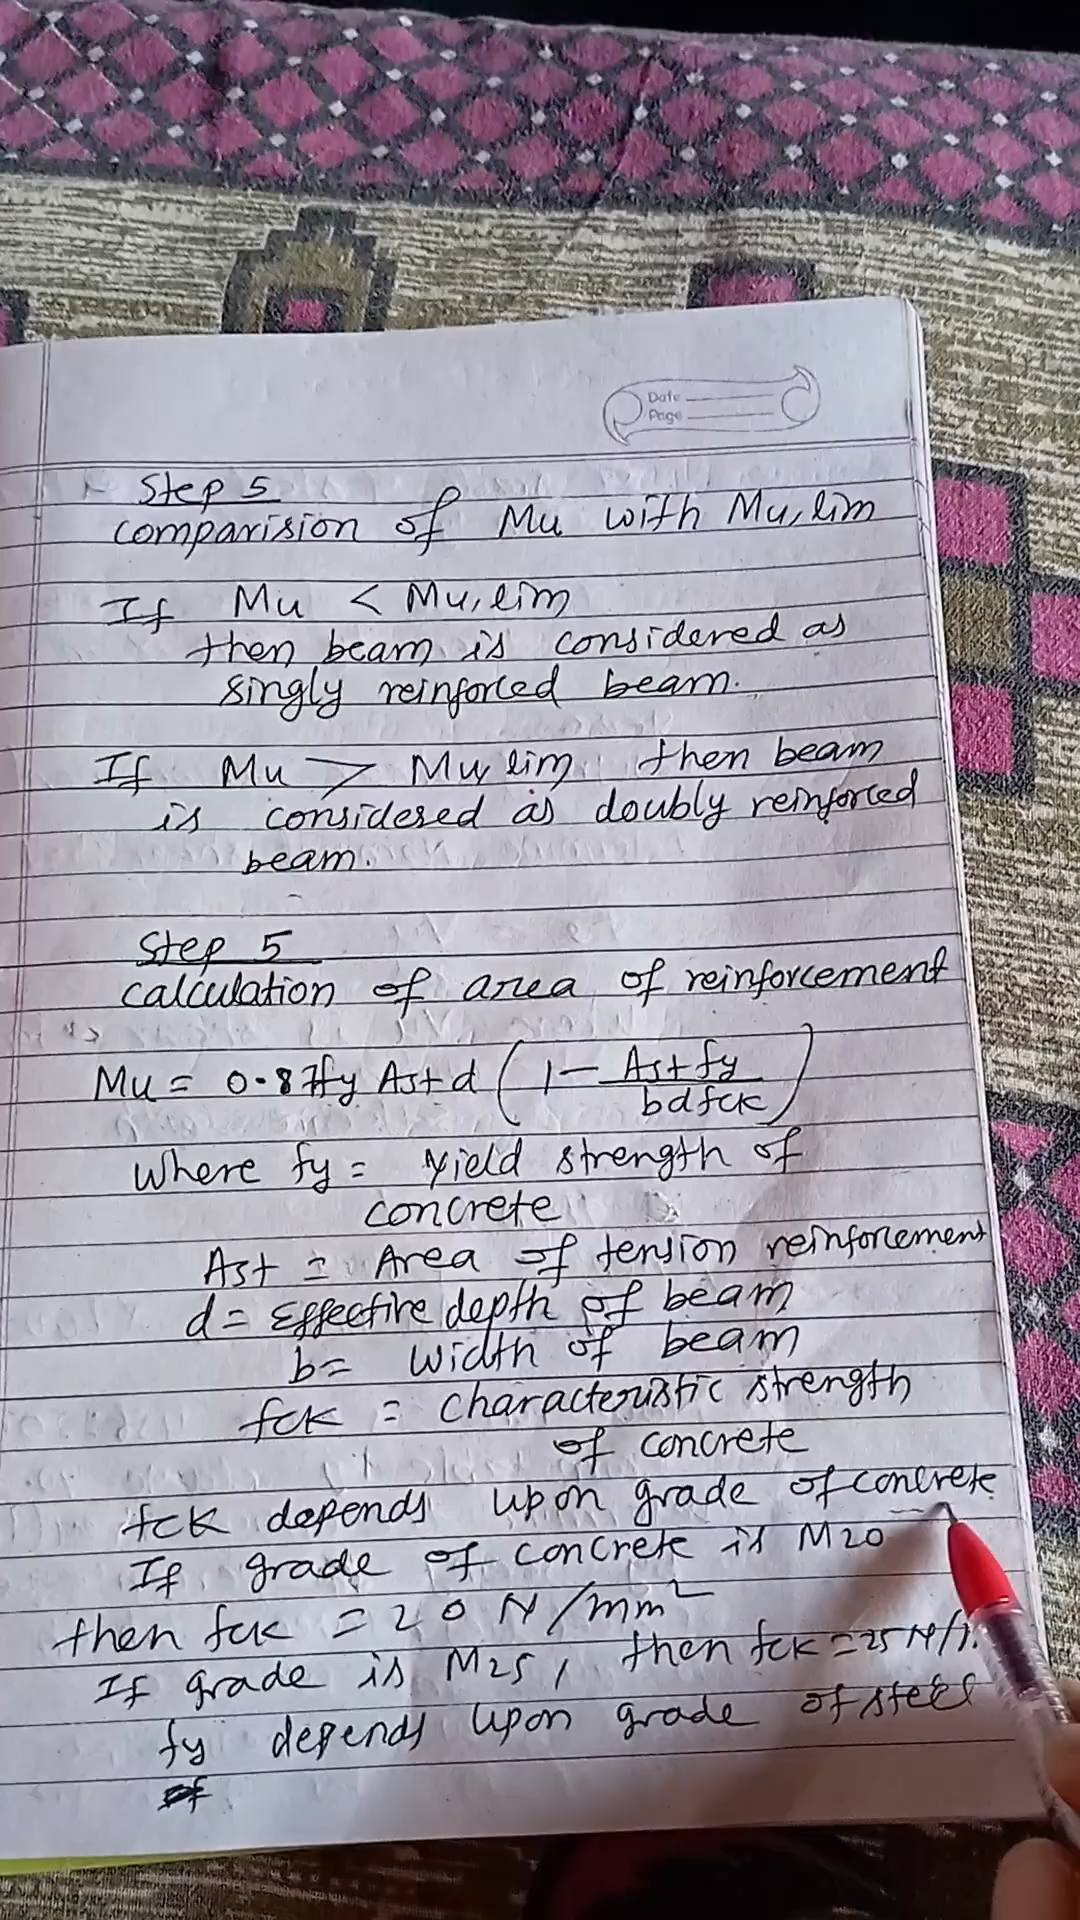 Date
Page
Step 5
comparision of Mu with Mu,lim
If Mu < Mu,lim
then beam is considered as
singly reinforced beam.
If Mu > Mu,lim then beam
is considered as doubly reinforced
beam.
Step 5
calculation of area of reinforcement
Mu = 0.87fy Ast d (1 - Ast fy / bdfck)
Where fy = Yield strength of
concrete
Ast = Area of tension reinforcement
d = Effective depth of beam
b = width of beam
fck = characteristic strength
of concrete
fck depends upon grade of concrete
If grade of concrete is M20
then fck = 20 N/mm²
If grade is M25, then fck = 25 N/
fy depends upon grade of steel